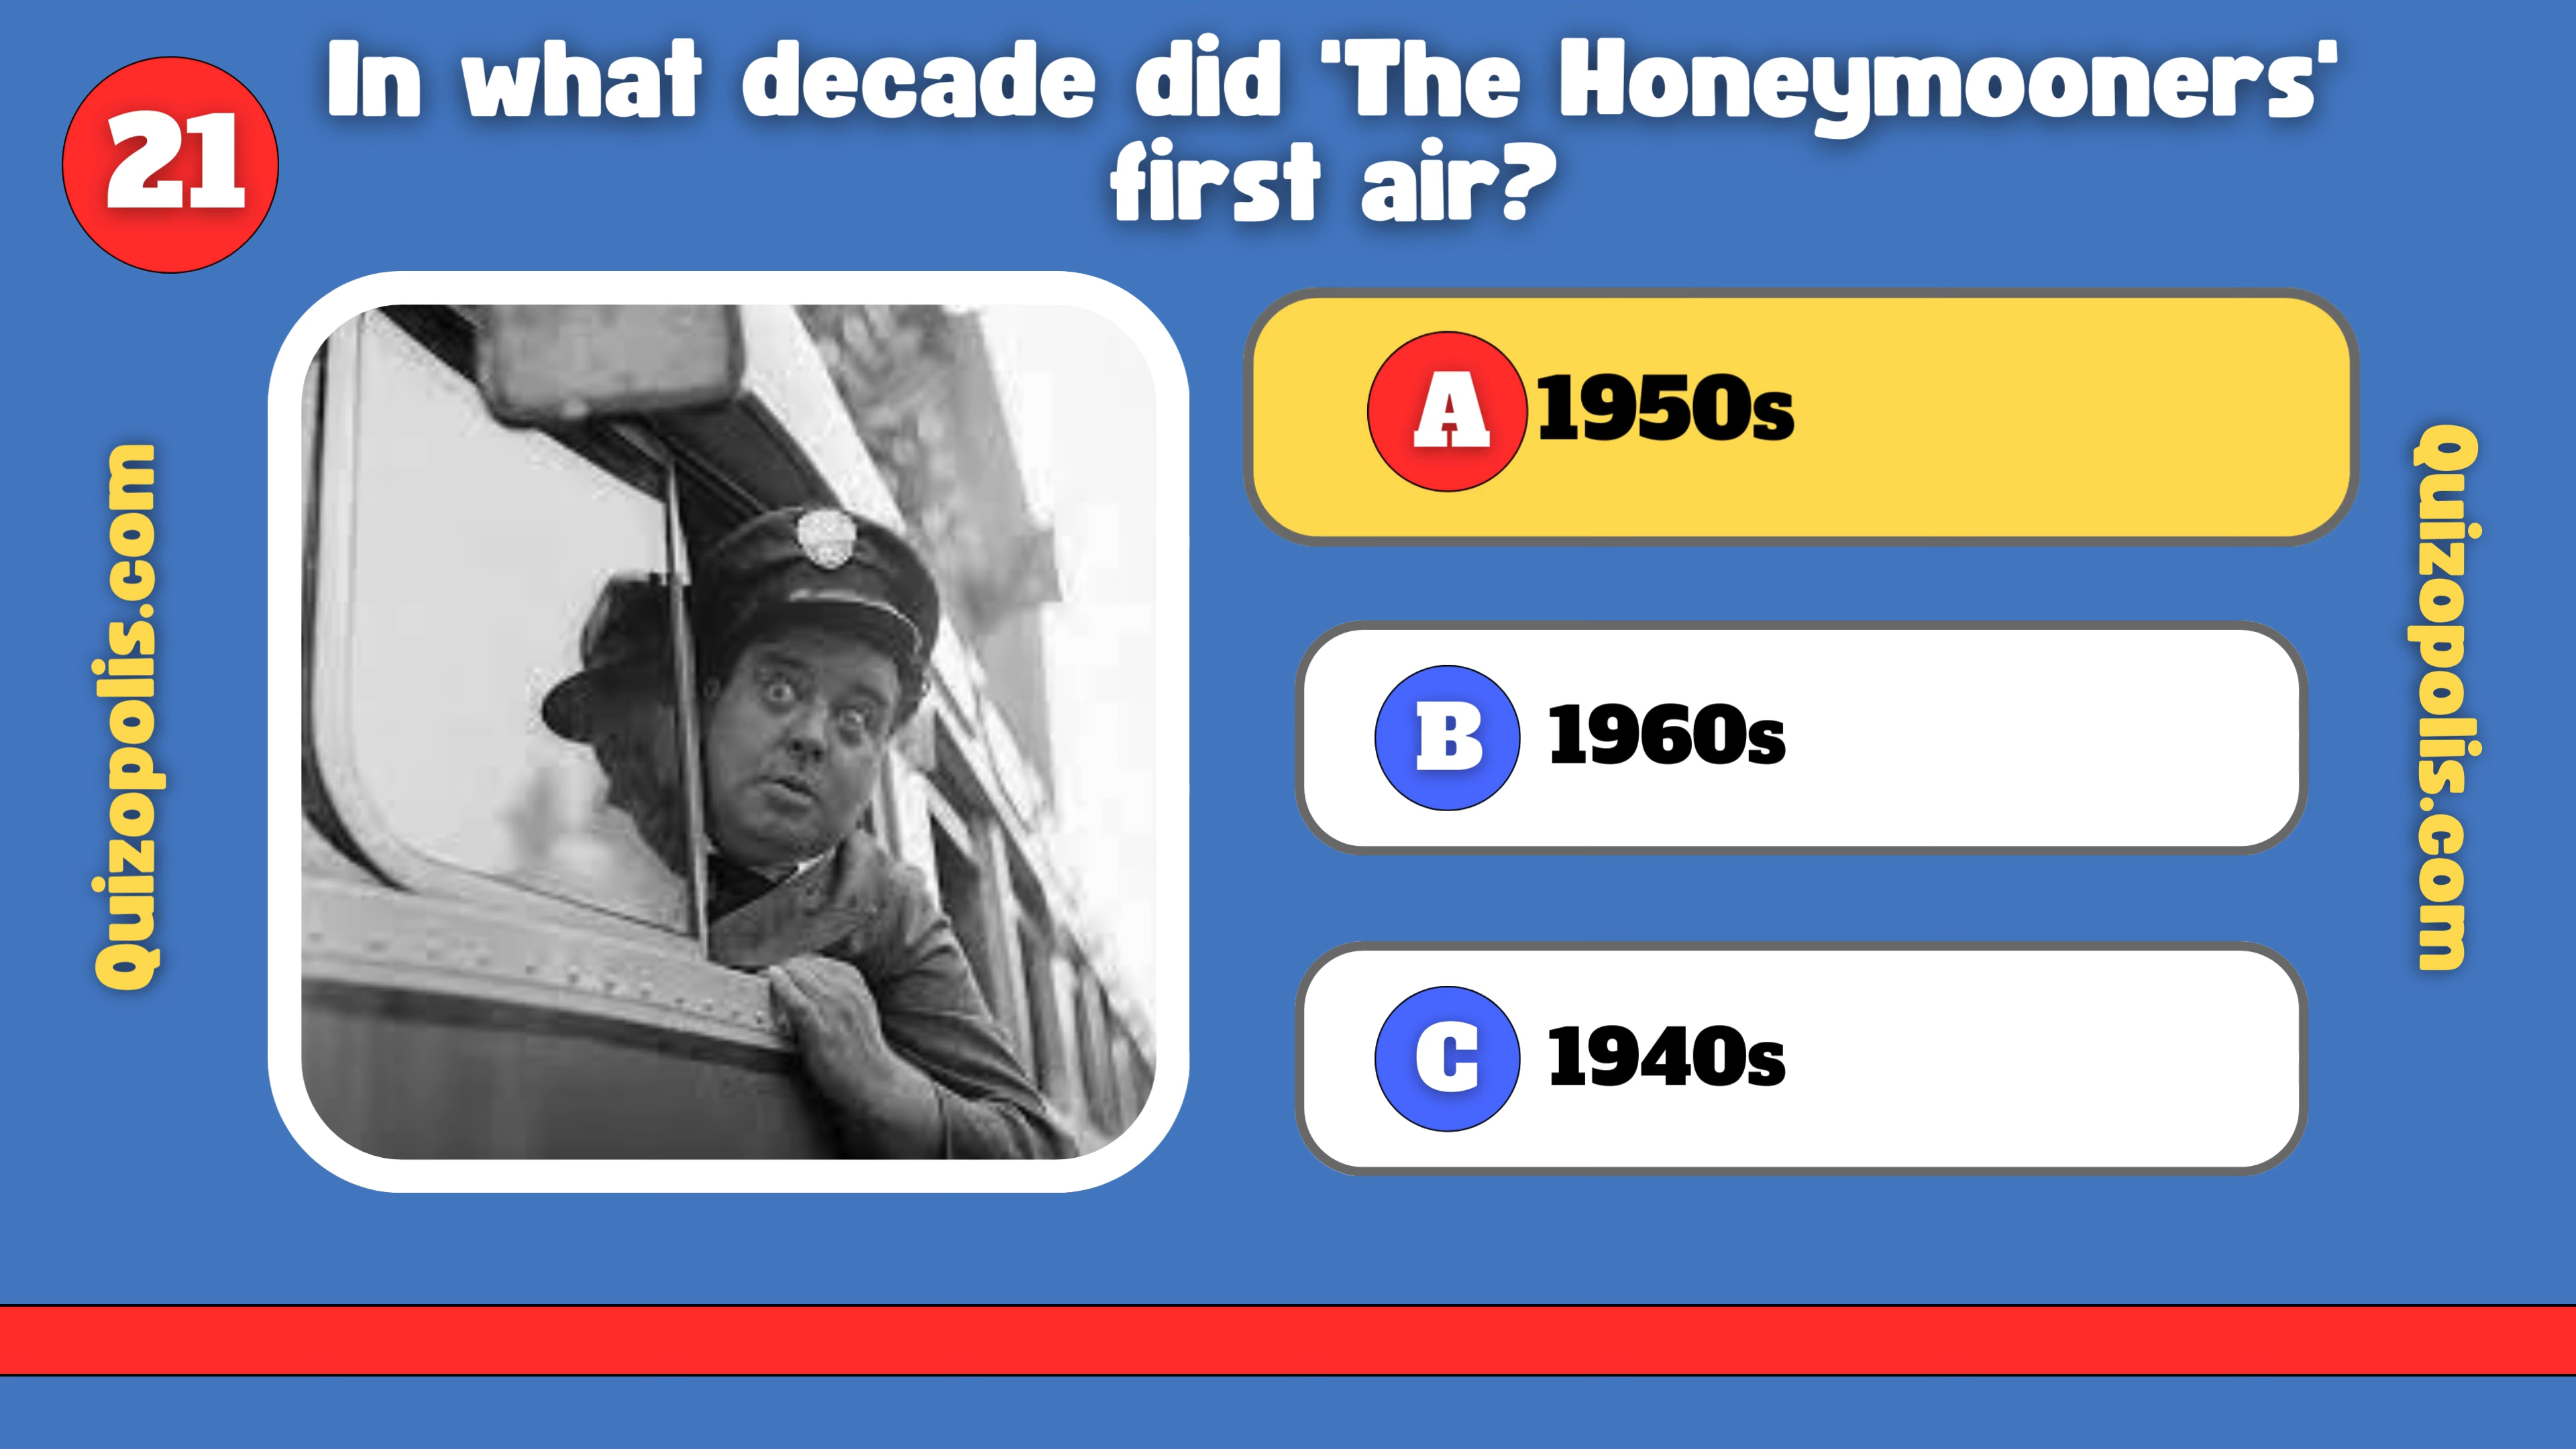 21
In what decade did 'The Honeymooners'
first air?
Quizopolis.com
A 1950s
B 1960s
C 1940s
Quizopolis.com